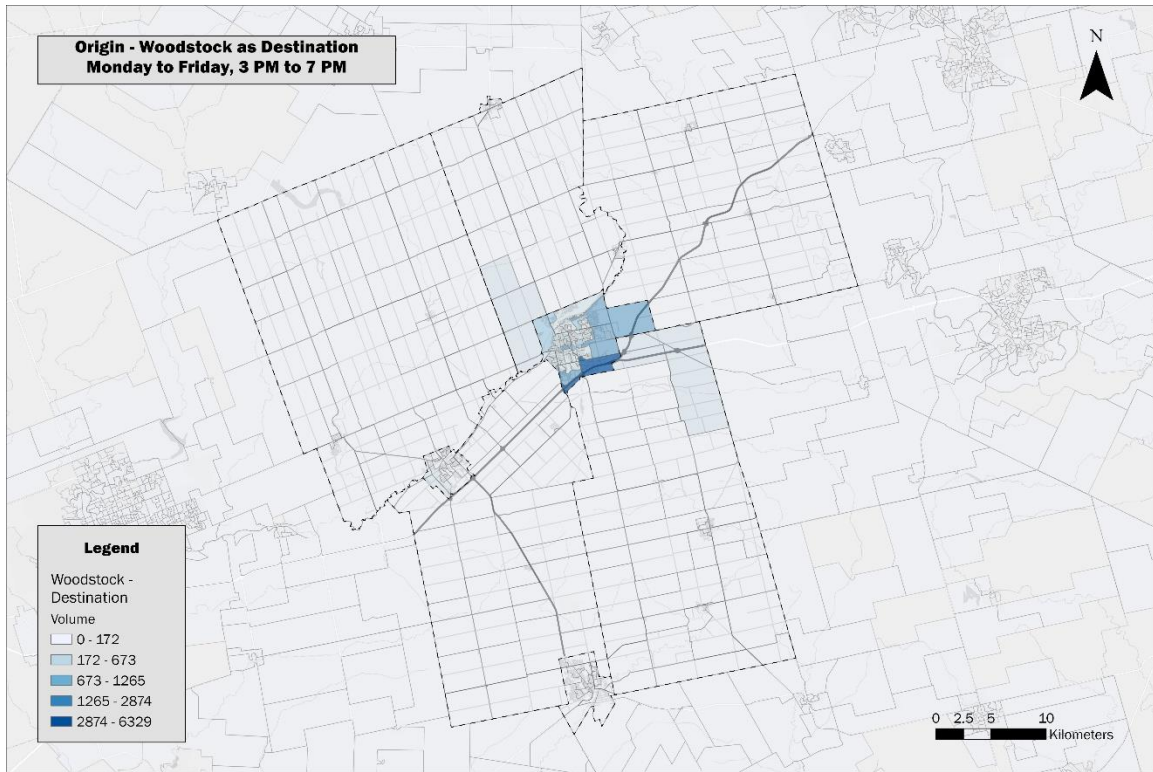 Origin - Woodstock as Destination
Monday to Friday, 3 PM to 7 PM
N
Legend
Woodstock -
Destination
Volume
0 - 172
172 - 673
673 - 1265
1265 - 2874
2874 - 6329
0 2.5 5 10
Kilometers